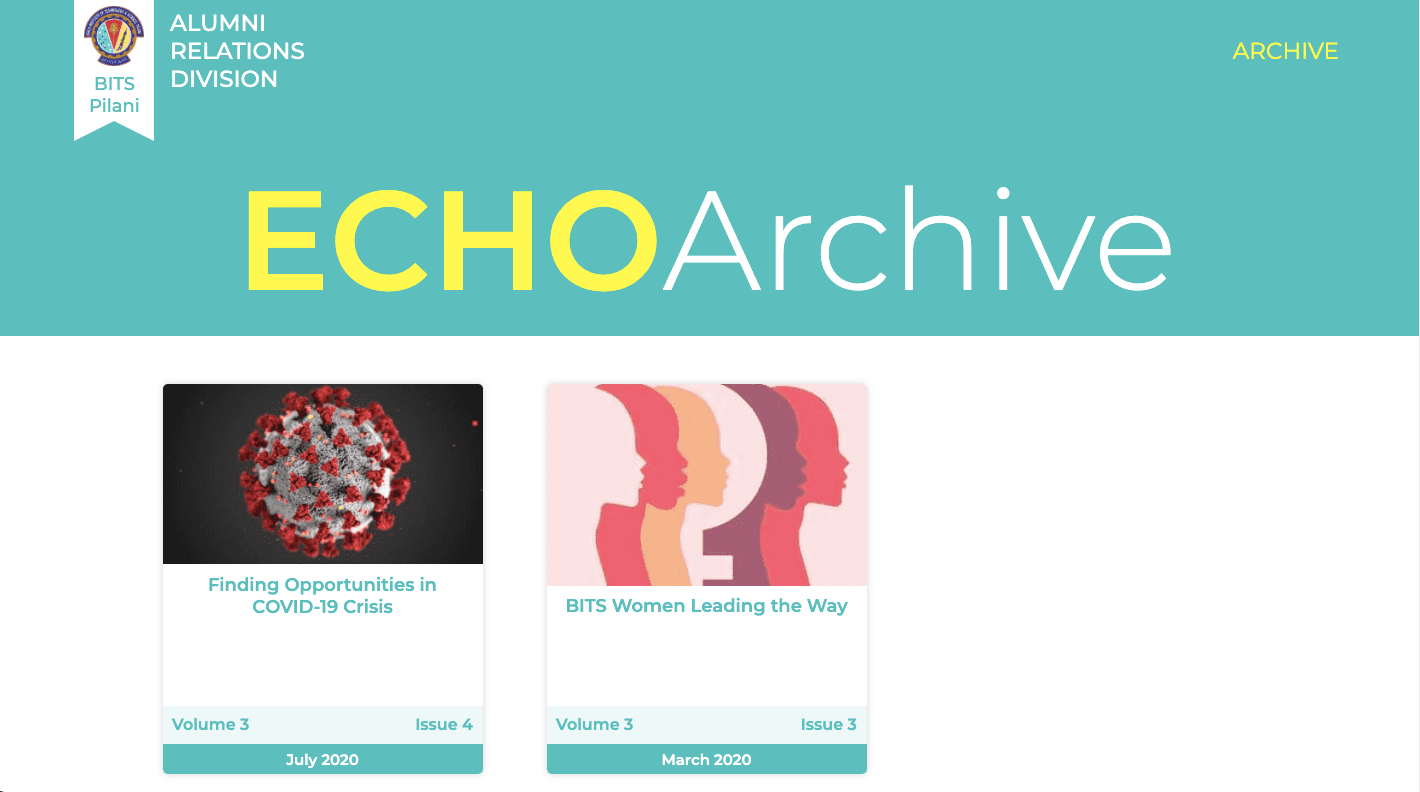 BITS
Pilani
ALUMNI
RELATIONS
DIVISION
ARCHIVE
ECHOArchive
Finding Opportunities in
COVID-19 Crisis
Volume 3 Issue 4
July 2020
BITS Women Leading the Way
Volume 3 Issue 3
March 2020